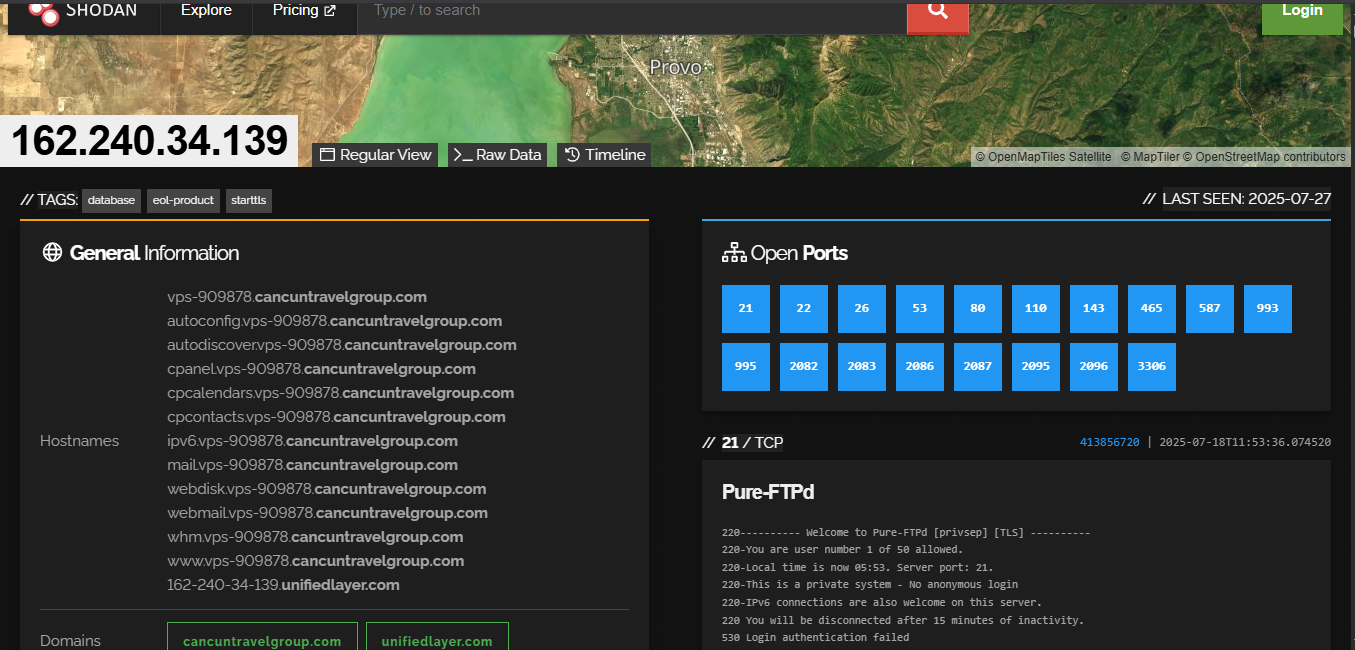 SHODAN Explore Pricing Type / to search Login
Provo
162.240.34.139
Regular View Raw Data Timeline
© OpenMapTiles Satellite © MapTiler © OpenStreetMap contributors
// TAGS: database eol-product starttls
// LAST SEEN: 2025-07-27
General Information
Hostnames
vps-909878.cancuntravelgroup.com
autoconfig.vps-909878.cancuntravelgroup.com
autodiscover.vps-909878.cancuntravelgroup.com
cpanel.vps-909878.cancuntravelgroup.com
cpcalendars.vps-909878.cancuntravelgroup.com
cpcontacts.vps-909878.cancuntravelgroup.com
ipv6.vps-909878.cancuntravelgroup.com
mail.vps-909878.cancuntravelgroup.com
webdisk.vps-909878.cancuntravelgroup.com
webmail.vps-909878.cancuntravelgroup.com
whm.vps-909878.cancuntravelgroup.com
www.vps-909878.cancuntravelgroup.com
162-240-34-139.unifiedlayer.com
Domains
cancuntravelgroup.com unifiedlayer.com
Open Ports
21 22 26 53 80 110 143 465 587 993
995 2082 2083 2086 2087 2095 2096 3306
// 21 / TCP
413856720 | 2025-07-18T11:53:36.074520
Pure-FTPd
220---------- Welcome to Pure-FTPd [privsep] [TLS] ----------
220-You are user number 1 of 50 allowed.
220-Local time is now 05:53. Server port: 21.
220-This is a private system - No anonymous login
220-IPv6 connections are also welcome on this server.
220 You will be disconnected after 15 minutes of inactivity.
530 Login authentication failed